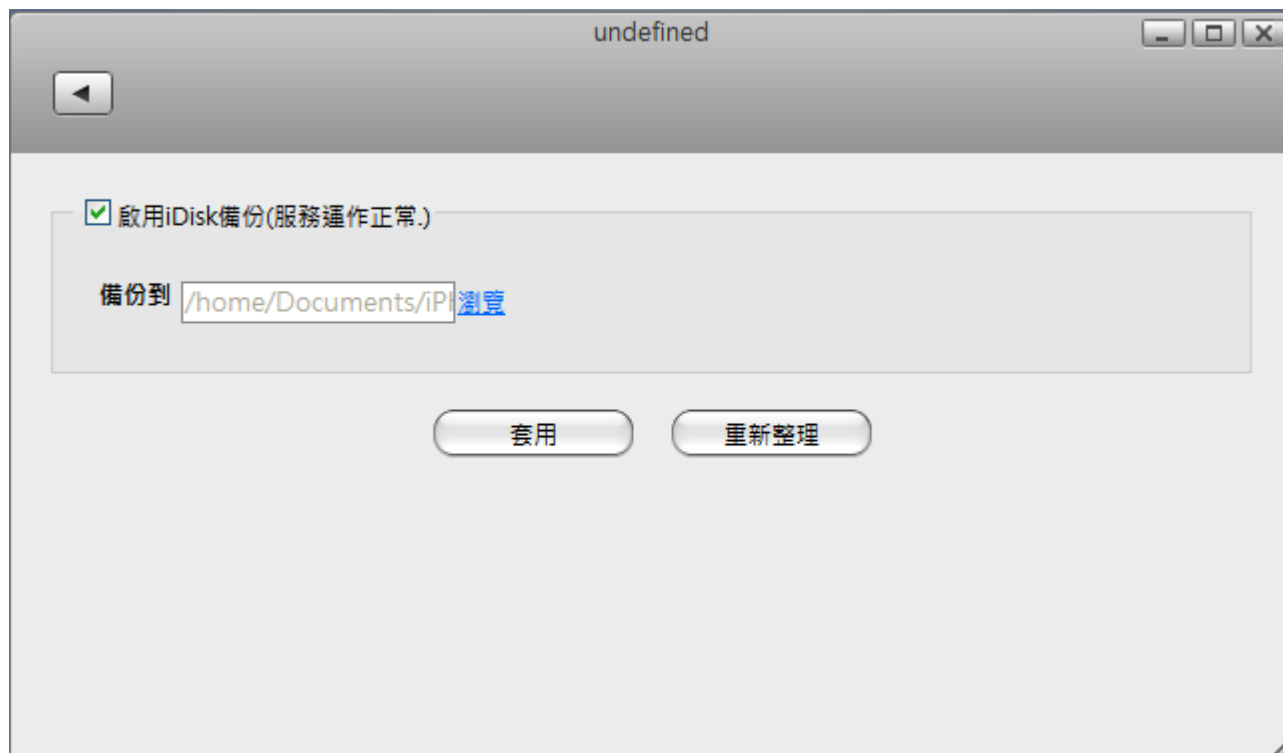 undefined
啟用iDisk備份(服務運作正常.)
備份到 /home/Documents/iP 瀏覽
套用 重新整理